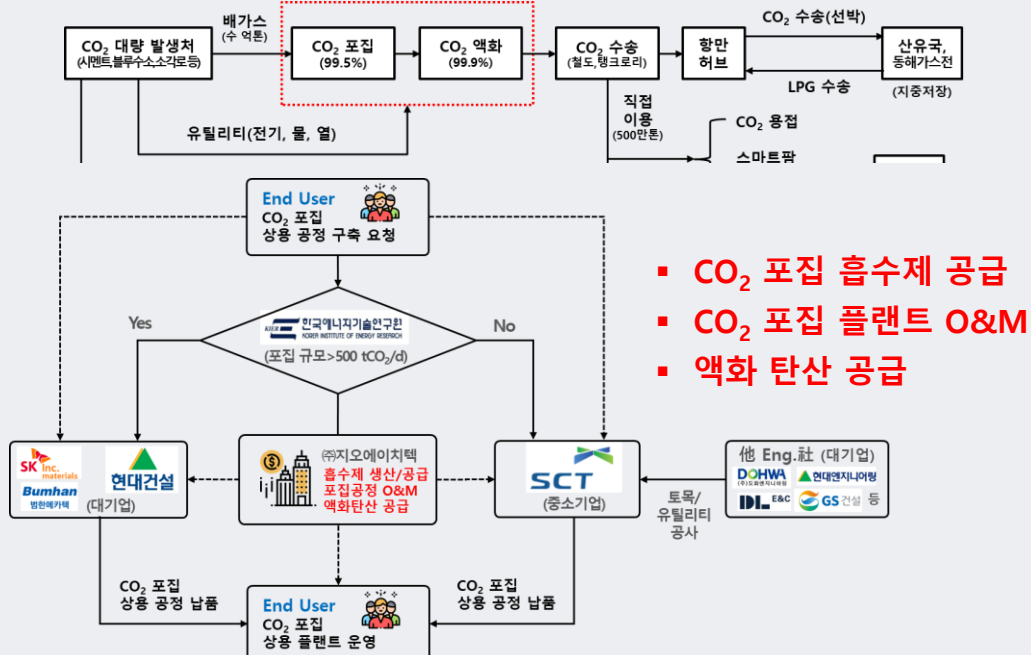 CO₂ 대량 발생처
(시멘트,블루수소,소각로등)
배가스
(수 억톤)
CO₂ 포집
(99.5%)
CO₂ 액화
(99.9%)
CO₂ 수송
(철도,탱크로리)
항만
허브
CO₂ 수송(선박)
LPG 수송
산유국,
동해가스전
(지중저장)
유틸리티(전기, 물, 열)
직접
이용
(500만톤)
CO₂ 용접
스마트팜
End User
CO₂ 포집
상용 공정 구축 요청
Yes
No
KIER
한국에너지기술연구원
KOREA INSTITUTE OF ENERGY RESEARCH
(포집 규모>500 tCO₂/d)
▪ CO₂ 포집 흡수제 공급
▪ CO₂ 포집 플랜트 O&M
▪ 액화 탄산 공급
SK Inc.
materials
Bumhan
범한메카텍
현대건설
(대기업)
㈜지오에이치텍
흡수제 생산/공급
포집공정 O&M
액화탄산 공급
SCT
(중소기업)
토목/
유틸리티
공사
他 Eng.社 (대기업)
DOHWA
(주)도화엔지니어링
현대엔지니어링
DL E&C
GS건설 등
CO₂ 포집
상용 공정 납품
CO₂ 포집
상용 공정 납품
End User
CO₂ 포집
상용 플랜트 운영